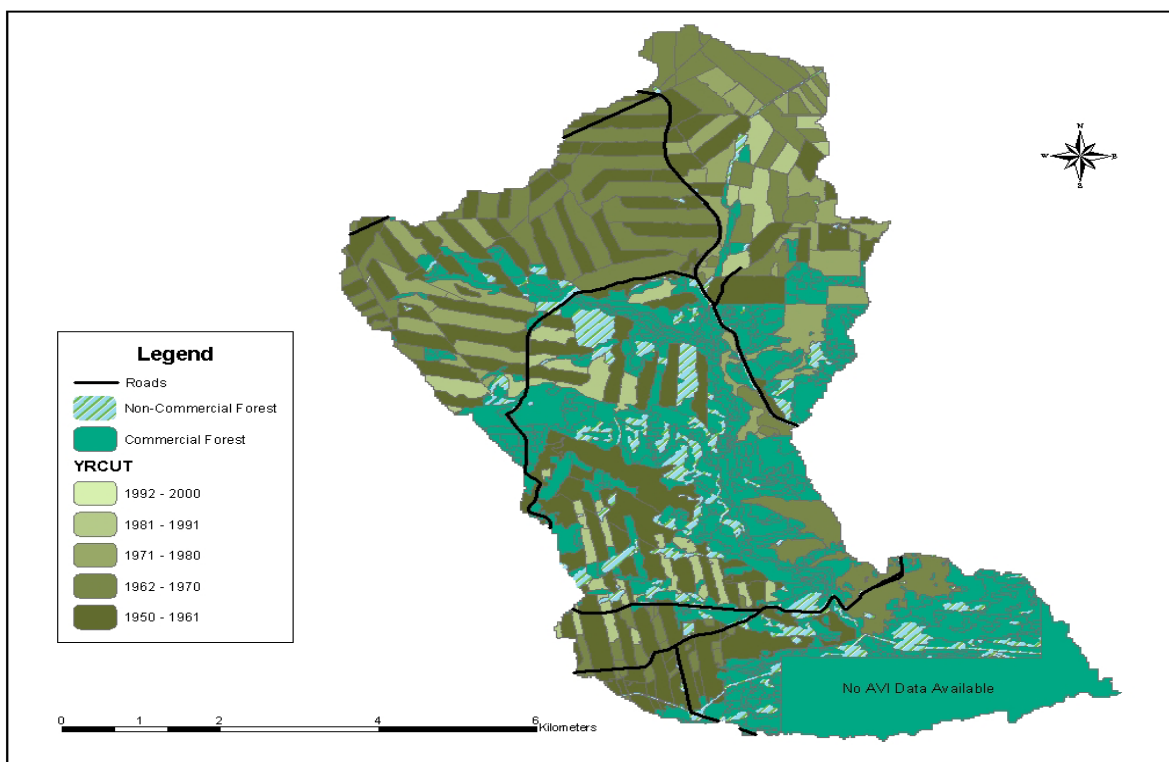 N
W
E
S
Legend
Roads
Non-Commercial Forest
Commercial Forest
YRCUT
1992 - 2000
1981 - 1991
1971 - 1980
1962 - 1970
1950 - 1961
No AVI Data Available
0 1 2 4 6
Kilometers